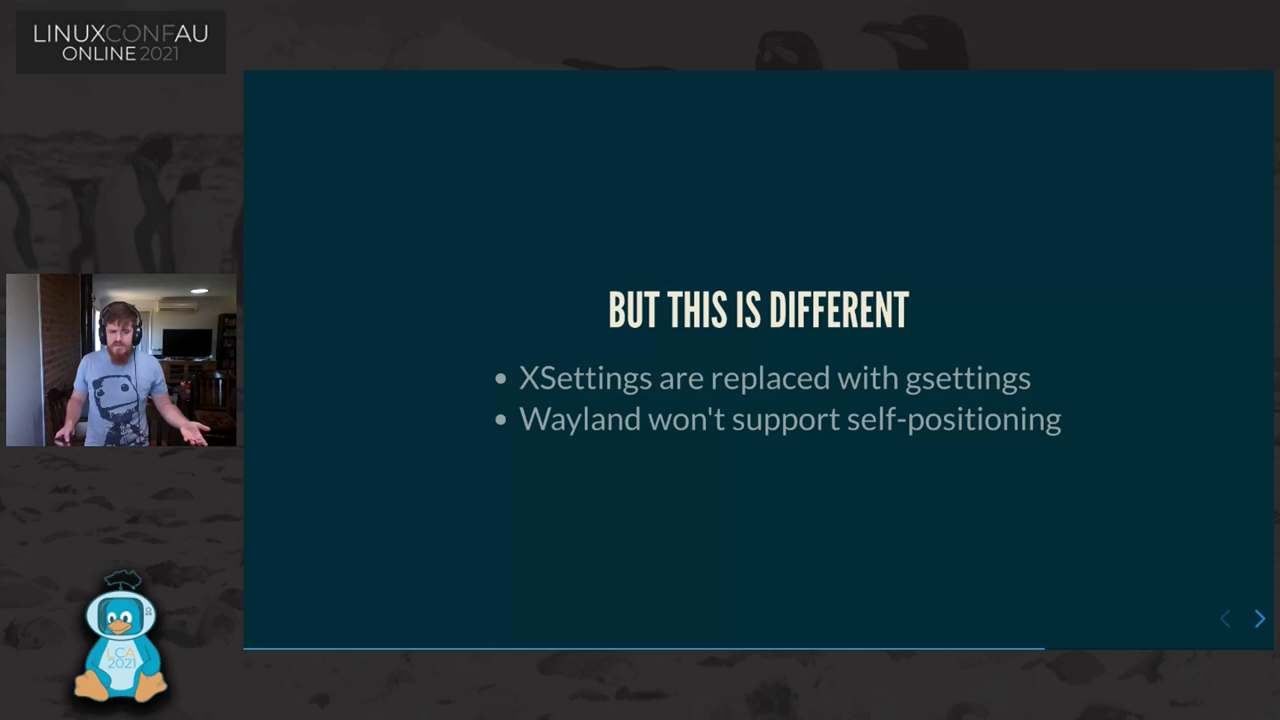 LINUXCONFAU
ONLINE 2021
BUT THIS IS DIFFERENT
• XSettings are replaced with gsettings
• Wayland won't support self-positioning
LCA
2021